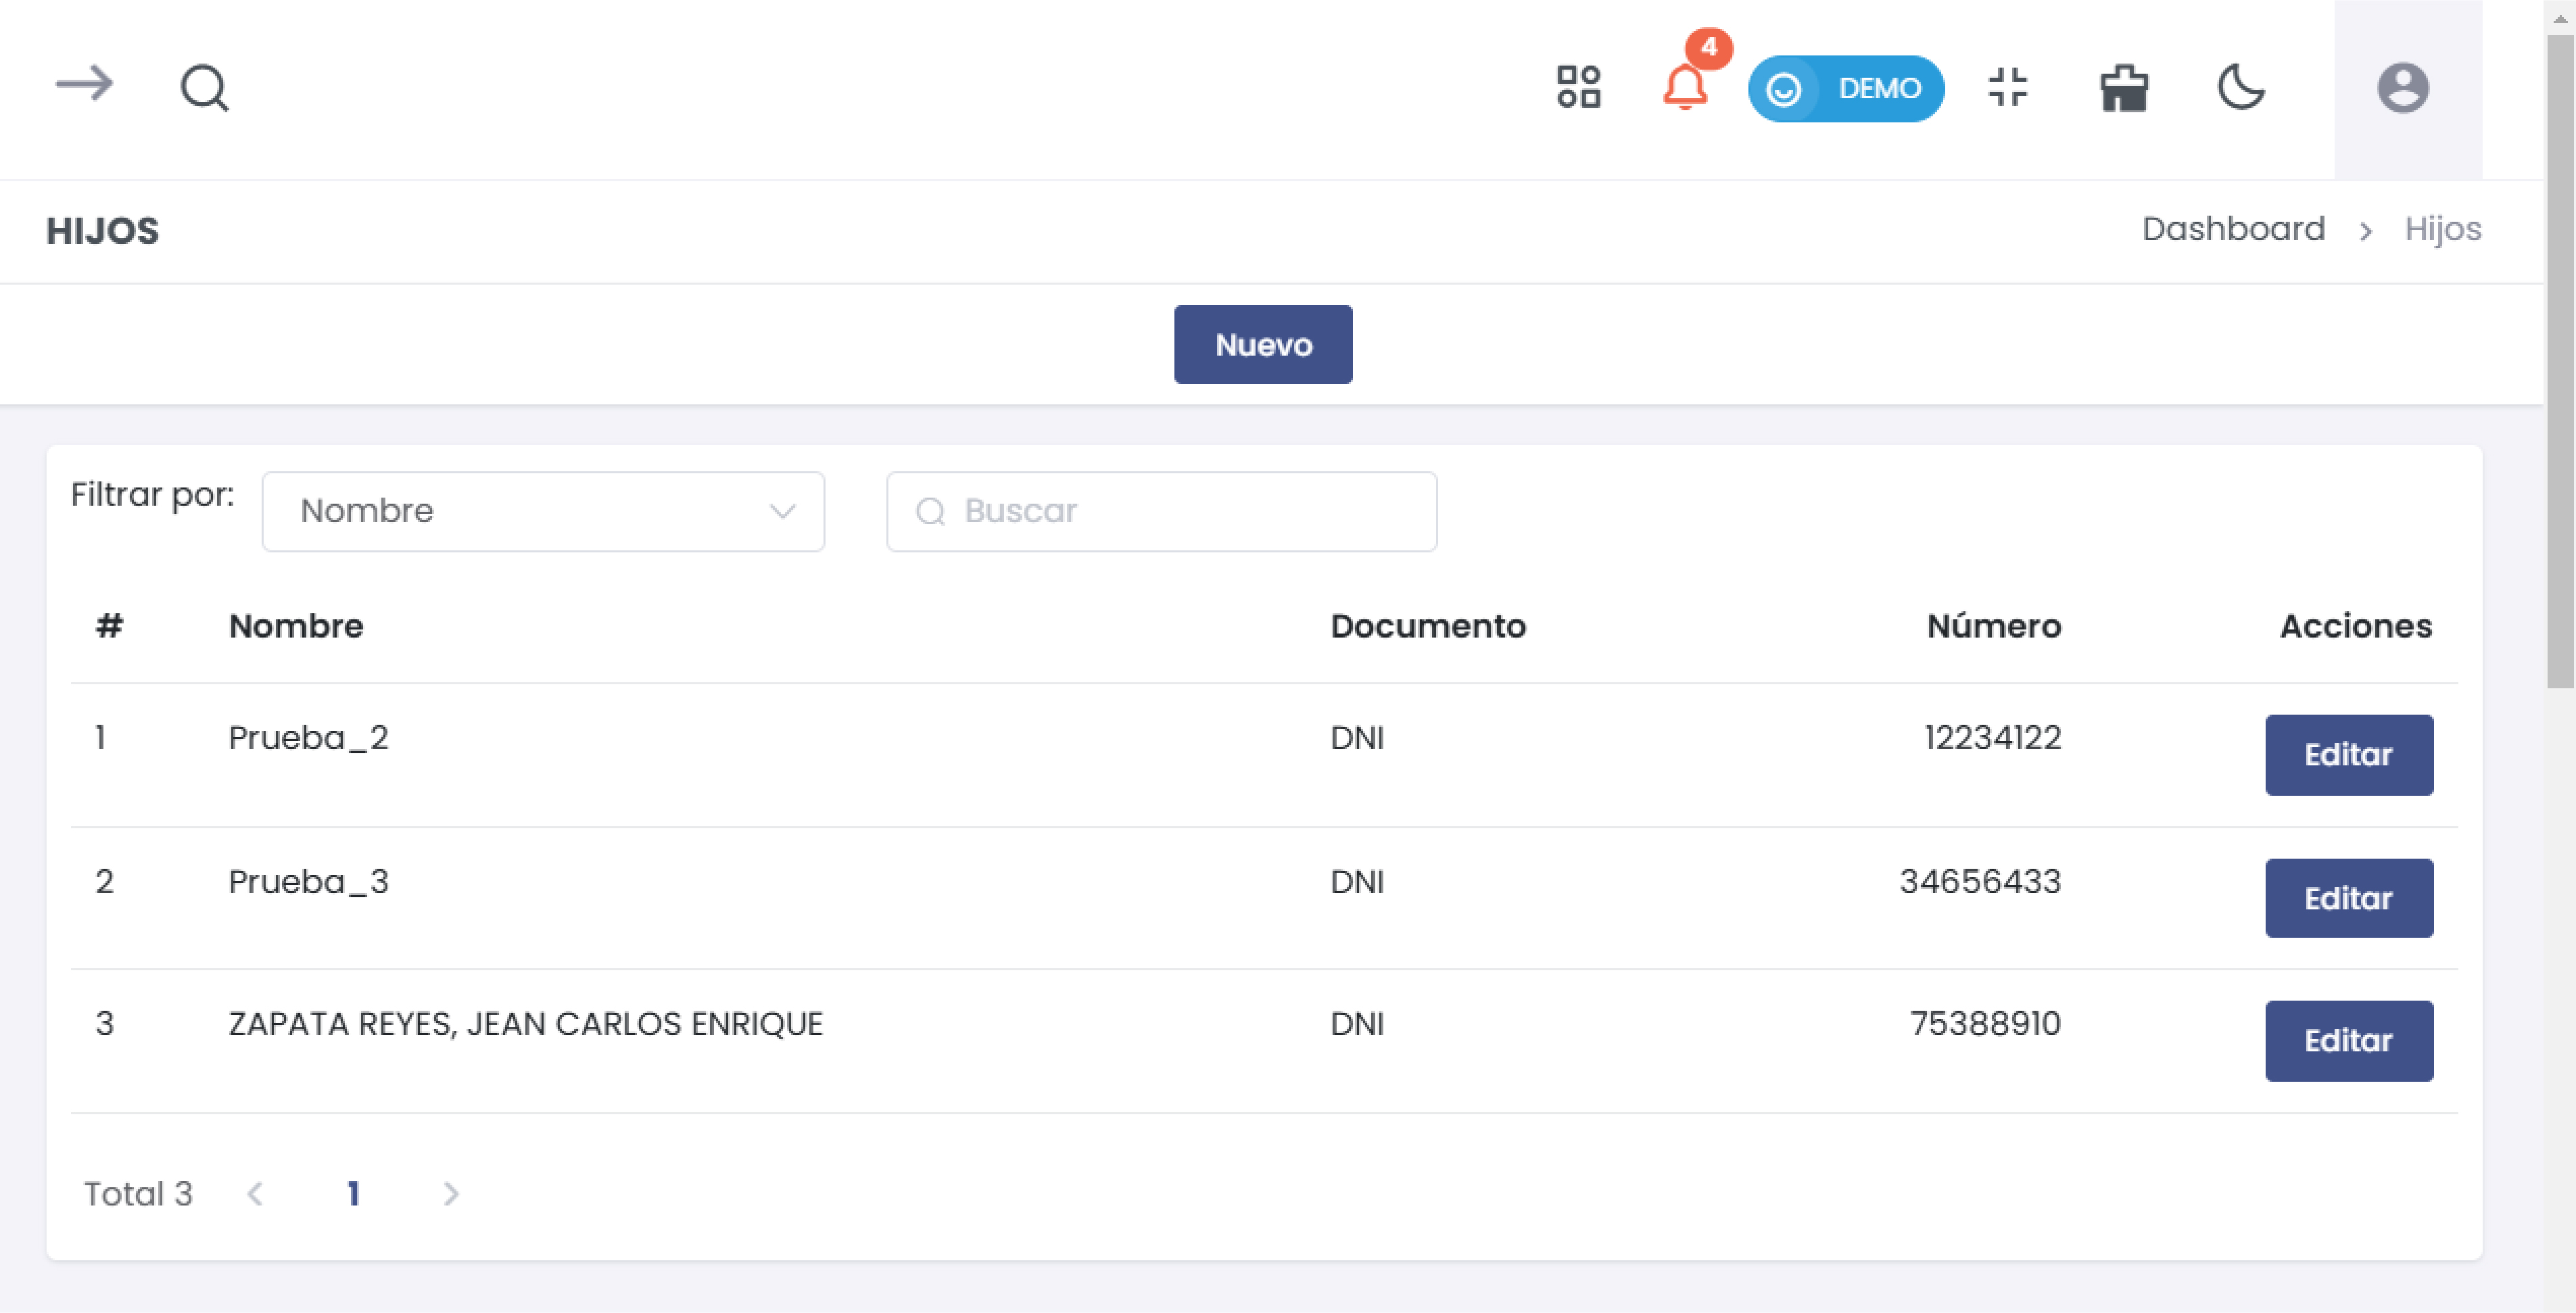 4
DEMO
HIJOS
Dashboard > Hijos
Nuevo
Filtrar por: Nombre Buscar
# Nombre Documento Número Acciones
1 Prueba_2 DNI 12234122 Editar
2 Prueba_3 DNI 34656433 Editar
3 ZAPATA REYES, JEAN CARLOS ENRIQUE DNI 75388910 Editar
Total 3 < 1 >